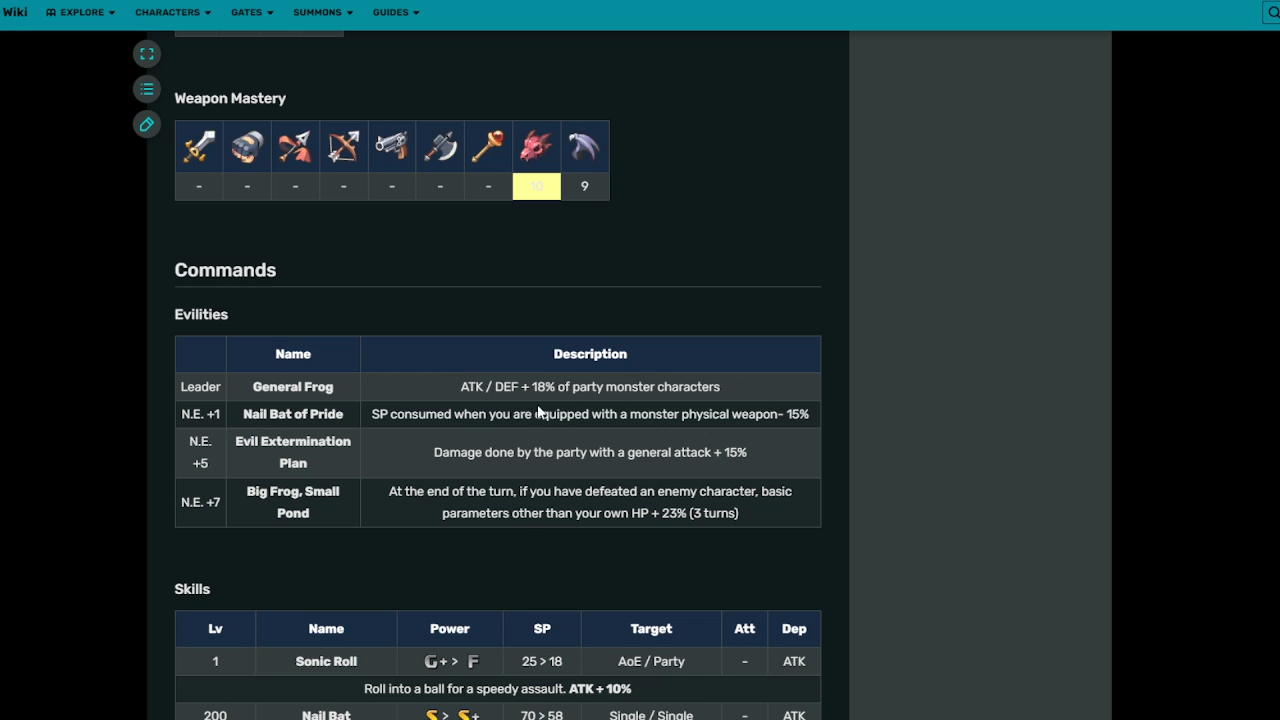 Wiki EXPLORE CHARACTERS GATES SUMMONS GUIDES
Weapon Mastery
- - - - - - - 10 9
Commands
Evilities
Name Description
Leader General Frog ATK / DEF + 18% of party monster characters
N.E. +1 Nail Bat of Pride SP consumed when you are equipped with a monster physical weapon- 15%
N.E. +5 Evil Extermination Plan Damage done by the party with a general attack + 15%
N.E. +7 Big Frog, Small Pond At the end of the turn, if you have defeated an enemy character, basic
parameters other than your own HP + 23% (3 turns)
Skills
Lv Name Power SP Target Att Dep
1 Sonic Roll G+ > F 25 > 18 AoE / Party - ATK
Roll into a ball for a speedy assault. ATK + 10%
200 Nail Bat S > S+ 70 > 58 Single / Single - ATK